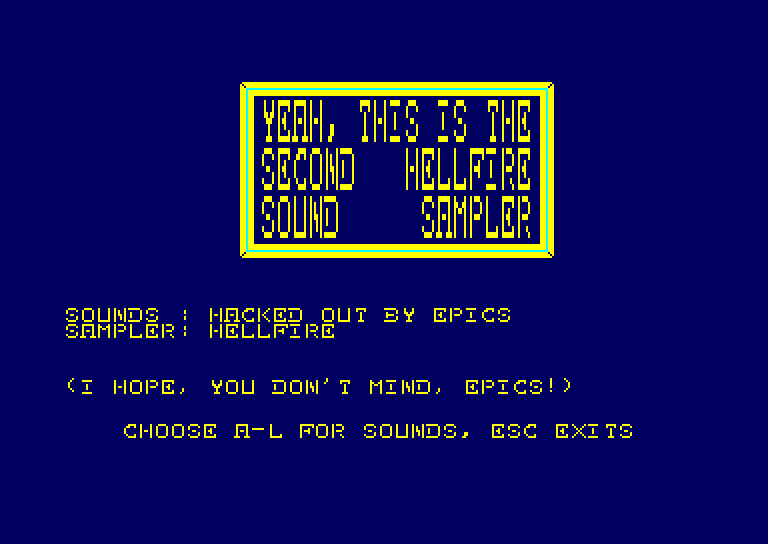 YEAH, THIS IS THE
SECOND HELLFIRE
SOUND SAMPLER
SOUNDS : HACKED OUT BY EPICS
SAMPLER: HELLFIRE
(I HOPE, YOU DON'T MIND, EPICS!)
CHOOSE A-L FOR SOUNDS, ESC EXITS